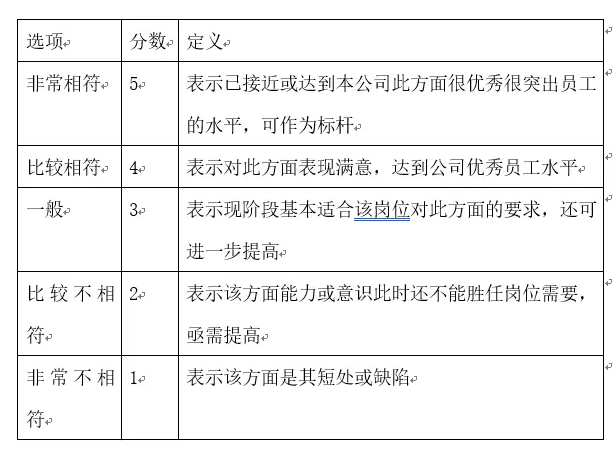 选项 分数 定义
非常相符 5 表示已接近或达到本公司此方面很优秀很突出员工
的水平，可作为标杆
比较相符 4 表示对此方面表现满意，达到公司优秀员工水平
一般 3 表示现阶段基本适合该岗位对此方面的要求，还可
进一步提高
比较不相 2 表示该方面能力或意识此时还不能胜任岗位需要，
符 亟需提高
非常不相 1 表示该方面是其短处或缺陷
符